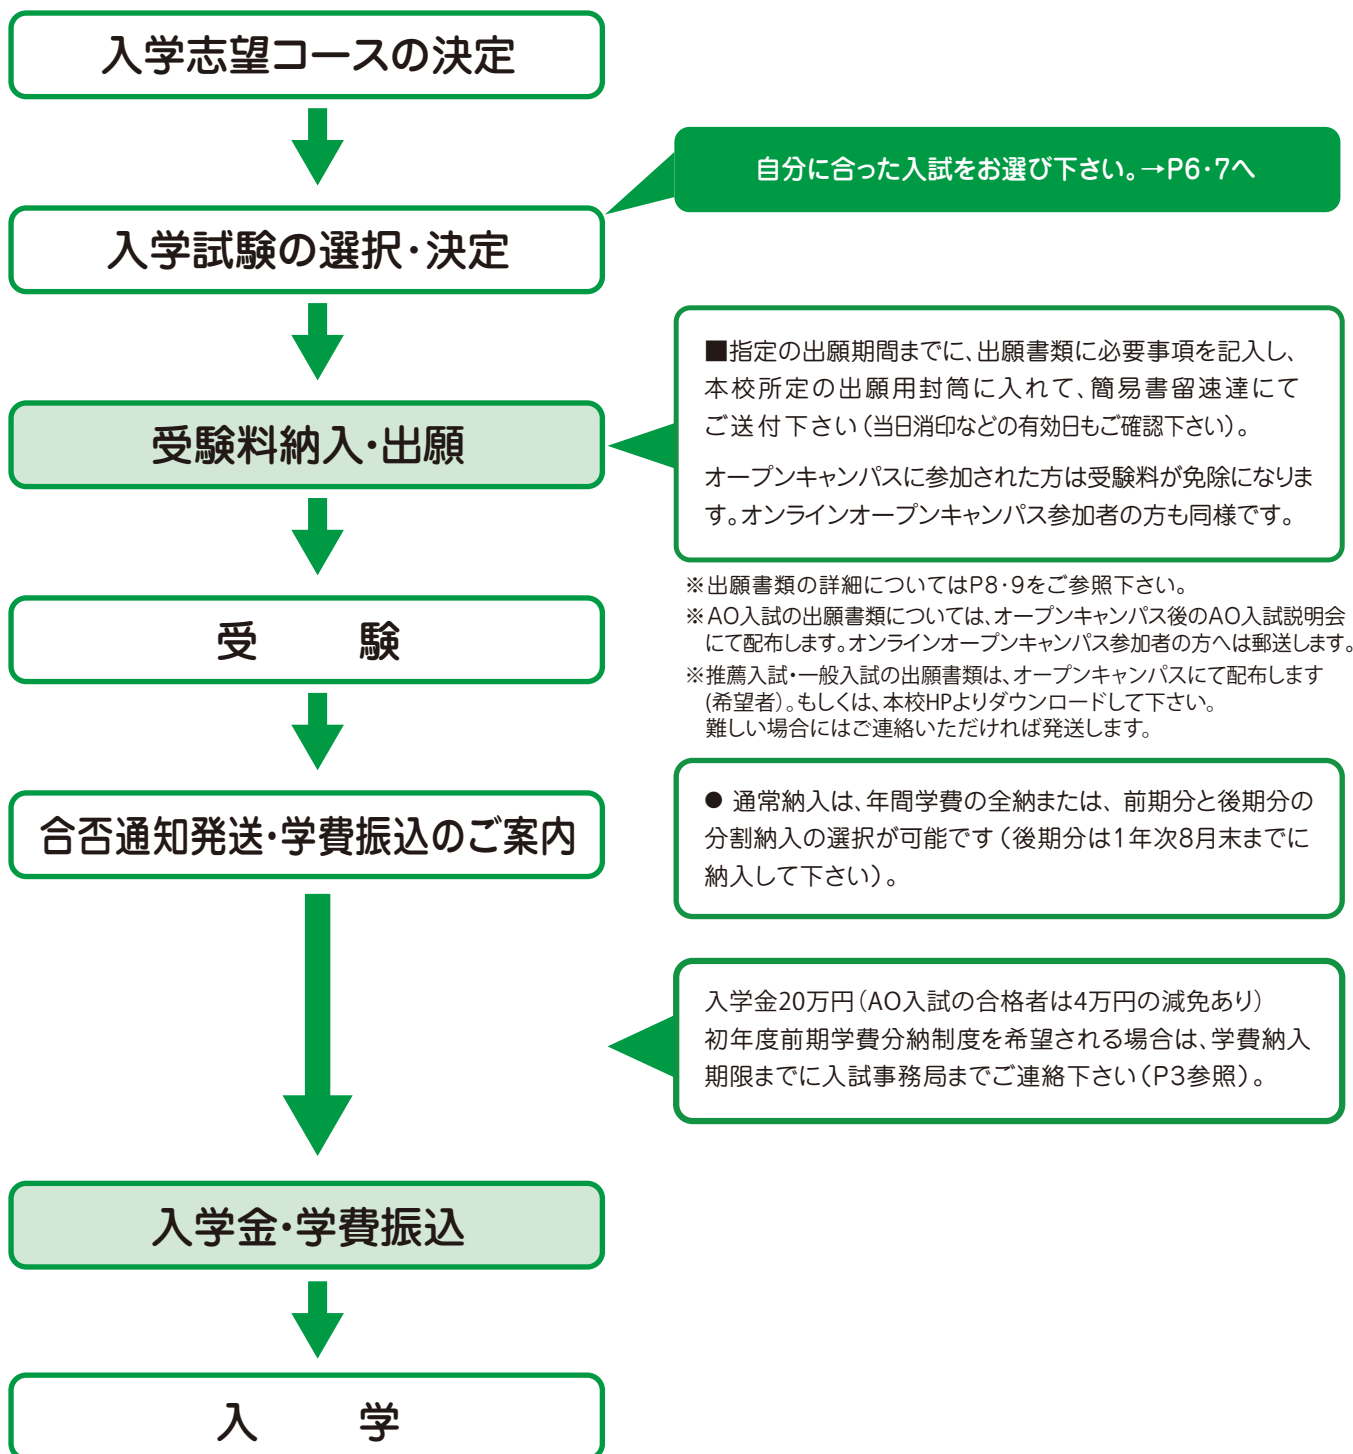 入学志望コースの決定
自分に合った入試をお選び下さい。→P6・7へ
入学試験の選択・決定
■指定の出願期間までに、出願書類に必要事項を記入し、
本校所定の出願用封筒に入れて、簡易書留速達にて
ご送付下さい（当日消印などの有効日もご確認下さい）。
オープンキャンパスに参加された方は受験料が免除になりま
す。オンラインオープンキャンパス参加者の方も同様です。
受験料納入・出願
※出願書類の詳細についてはP8・9をご参照下さい。
※AO入試の出願書類については、オープンキャンパス後のAO入試説明会
にて配布します。オンラインオープンキャンパス参加者の方へは郵送します。
※推薦入試・一般入試の出願書類は、オープンキャンパスにて配布します
(希望者)。もしくは、本校HPよりダウンロードして下さい。
難しい場合にはご連絡いただければ発送します。
受　験
合否通知発送・学費振込のご案内
● 通常納入は、年間学費の全納または、前期分と後期分の
分割納入の選択が可能です（後期分は1年次8月末までに
納入して下さい）。
入学金20万円（AO入試の合格者は4万円の減免あり）
初年度前期学費分納制度を希望される場合は、学費納入
期限までに入試事務局までご連絡下さい（P3参照）。
入学金・学費振込
入　学